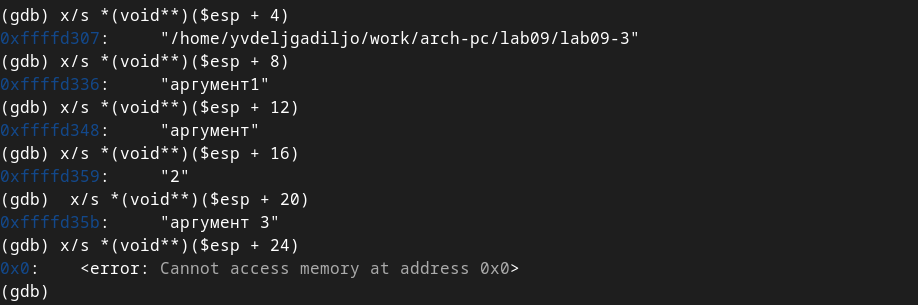 (gdb) x/s *(void**)($esp + 4)
0xffffd307:     "/home/yvdeljgadiljo/work/arch-pc/lab09/lab09-3"
(gdb) x/s *(void**)($esp + 8)
0xffffd336:     "аргумент1"
(gdb) x/s *(void**)($esp + 12)
0xffffd348:     "аргумент"
(gdb) x/s *(void**)($esp + 16)
0xffffd359:     "2"
(gdb)  x/s *(void**)($esp + 20)
0xffffd35b:     "аргумент 3"
(gdb) x/s *(void**)($esp + 24)
0x0:    <error: Cannot access memory at address 0x0>
(gdb)